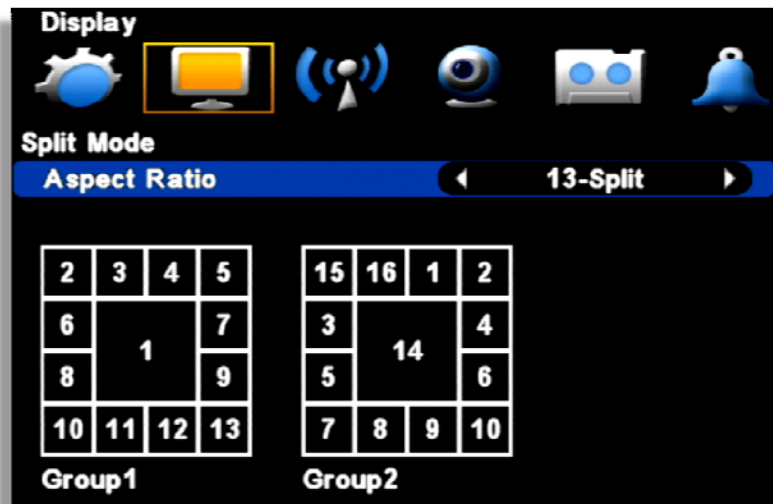 Display
Split Mode
Aspect Ratio 13-Split
2 3 4 5 15 16 1 2
6 7 3 4
1 14
8 9 5 6
10 11 12 13 7 8 9 10
Group1 Group2